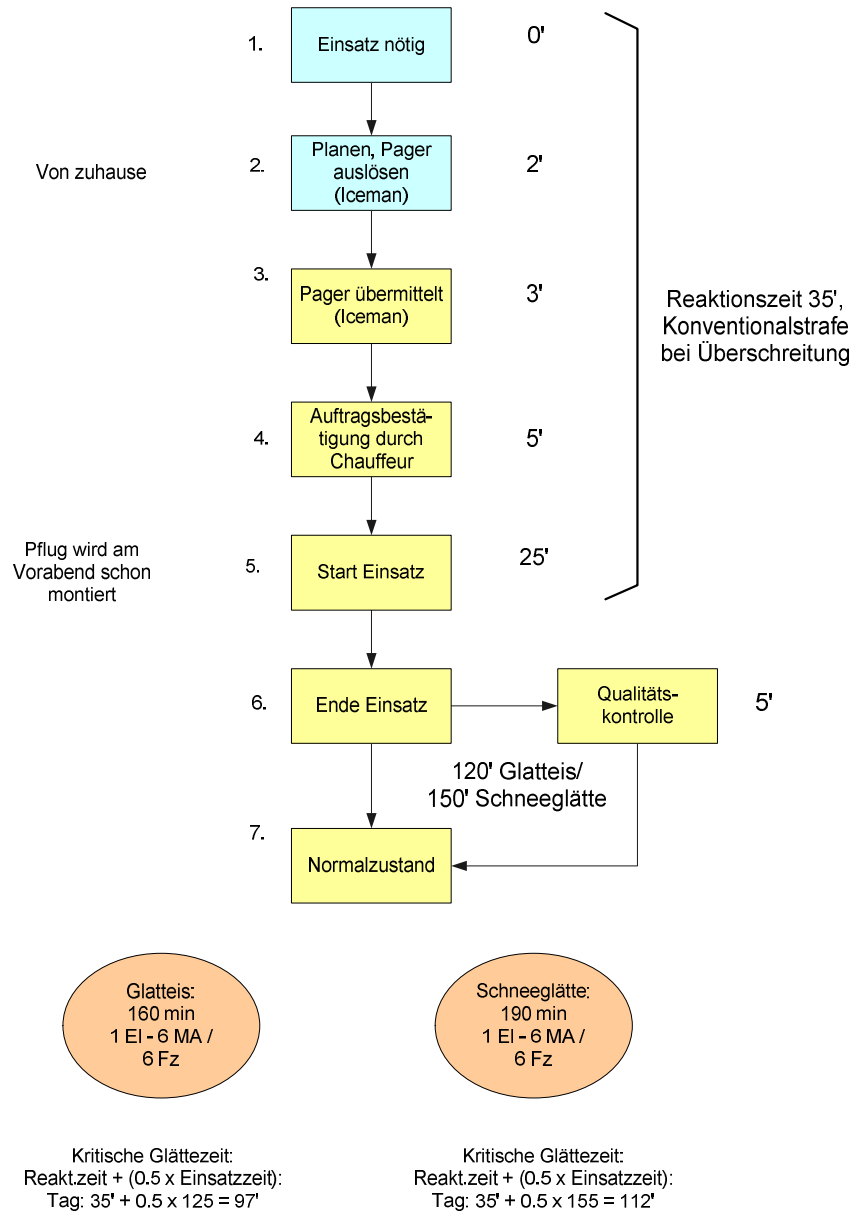 1.
Einsatz nötig
0'
Von zuhause
2.
Planen, Pager
auslösen
(Iceman)
2'
3.
Pager übermittelt
(Iceman)
3'
Reaktionszeit 35',
Konventionalstrafe
bei Überschreitung
4.
Auftragsbestä-
tigung durch
Chauffeur
5'
Pflug wird am
Vorabend schon
montiert
5.
Start Einsatz
25'
6.
Ende Einsatz
Qualitäts-
kontrolle
5'
120' Glatteis/
150' Schneeglätte
7.
Normalzustand
Glatteis:
160 min
1 El - 6 MA /
6 Fz
Schneeglätte:
190 min
1 El - 6 MA /
6 Fz
Kritische Glättezeit:
Reakt.zeit + (0.5 x Einsatzzeit):
Tag: 35' + 0.5 x 125 = 97'
Kritische Glättezeit:
Reakt.zeit + (0.5 x Einsatzzeit):
Tag: 35' + 0.5 x 155 = 112'